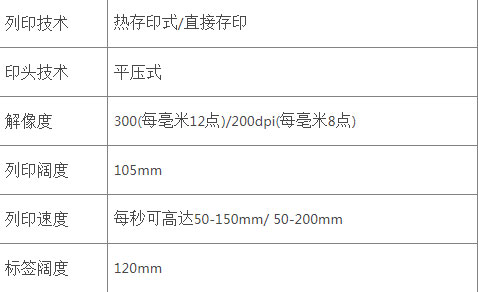 列印技术 热存印式/直接存印
印头技术 平压式
解像度 300(每毫米12点)/200dpi(每毫米8点)
列印阔度 105mm
列印速度 每秒可高达50-150mm/ 50-200mm
标签阔度 120mm